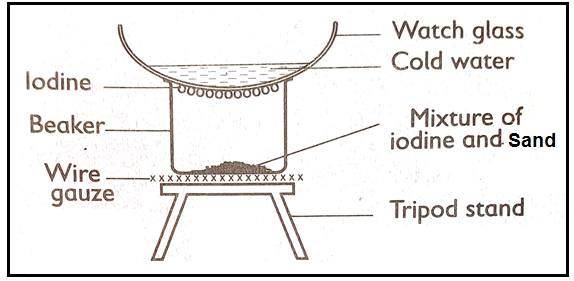 Watch glass
Cold water
Iodine
Beaker
Mixture of
iodine and Sand
Wire
gauze
Tripod stand